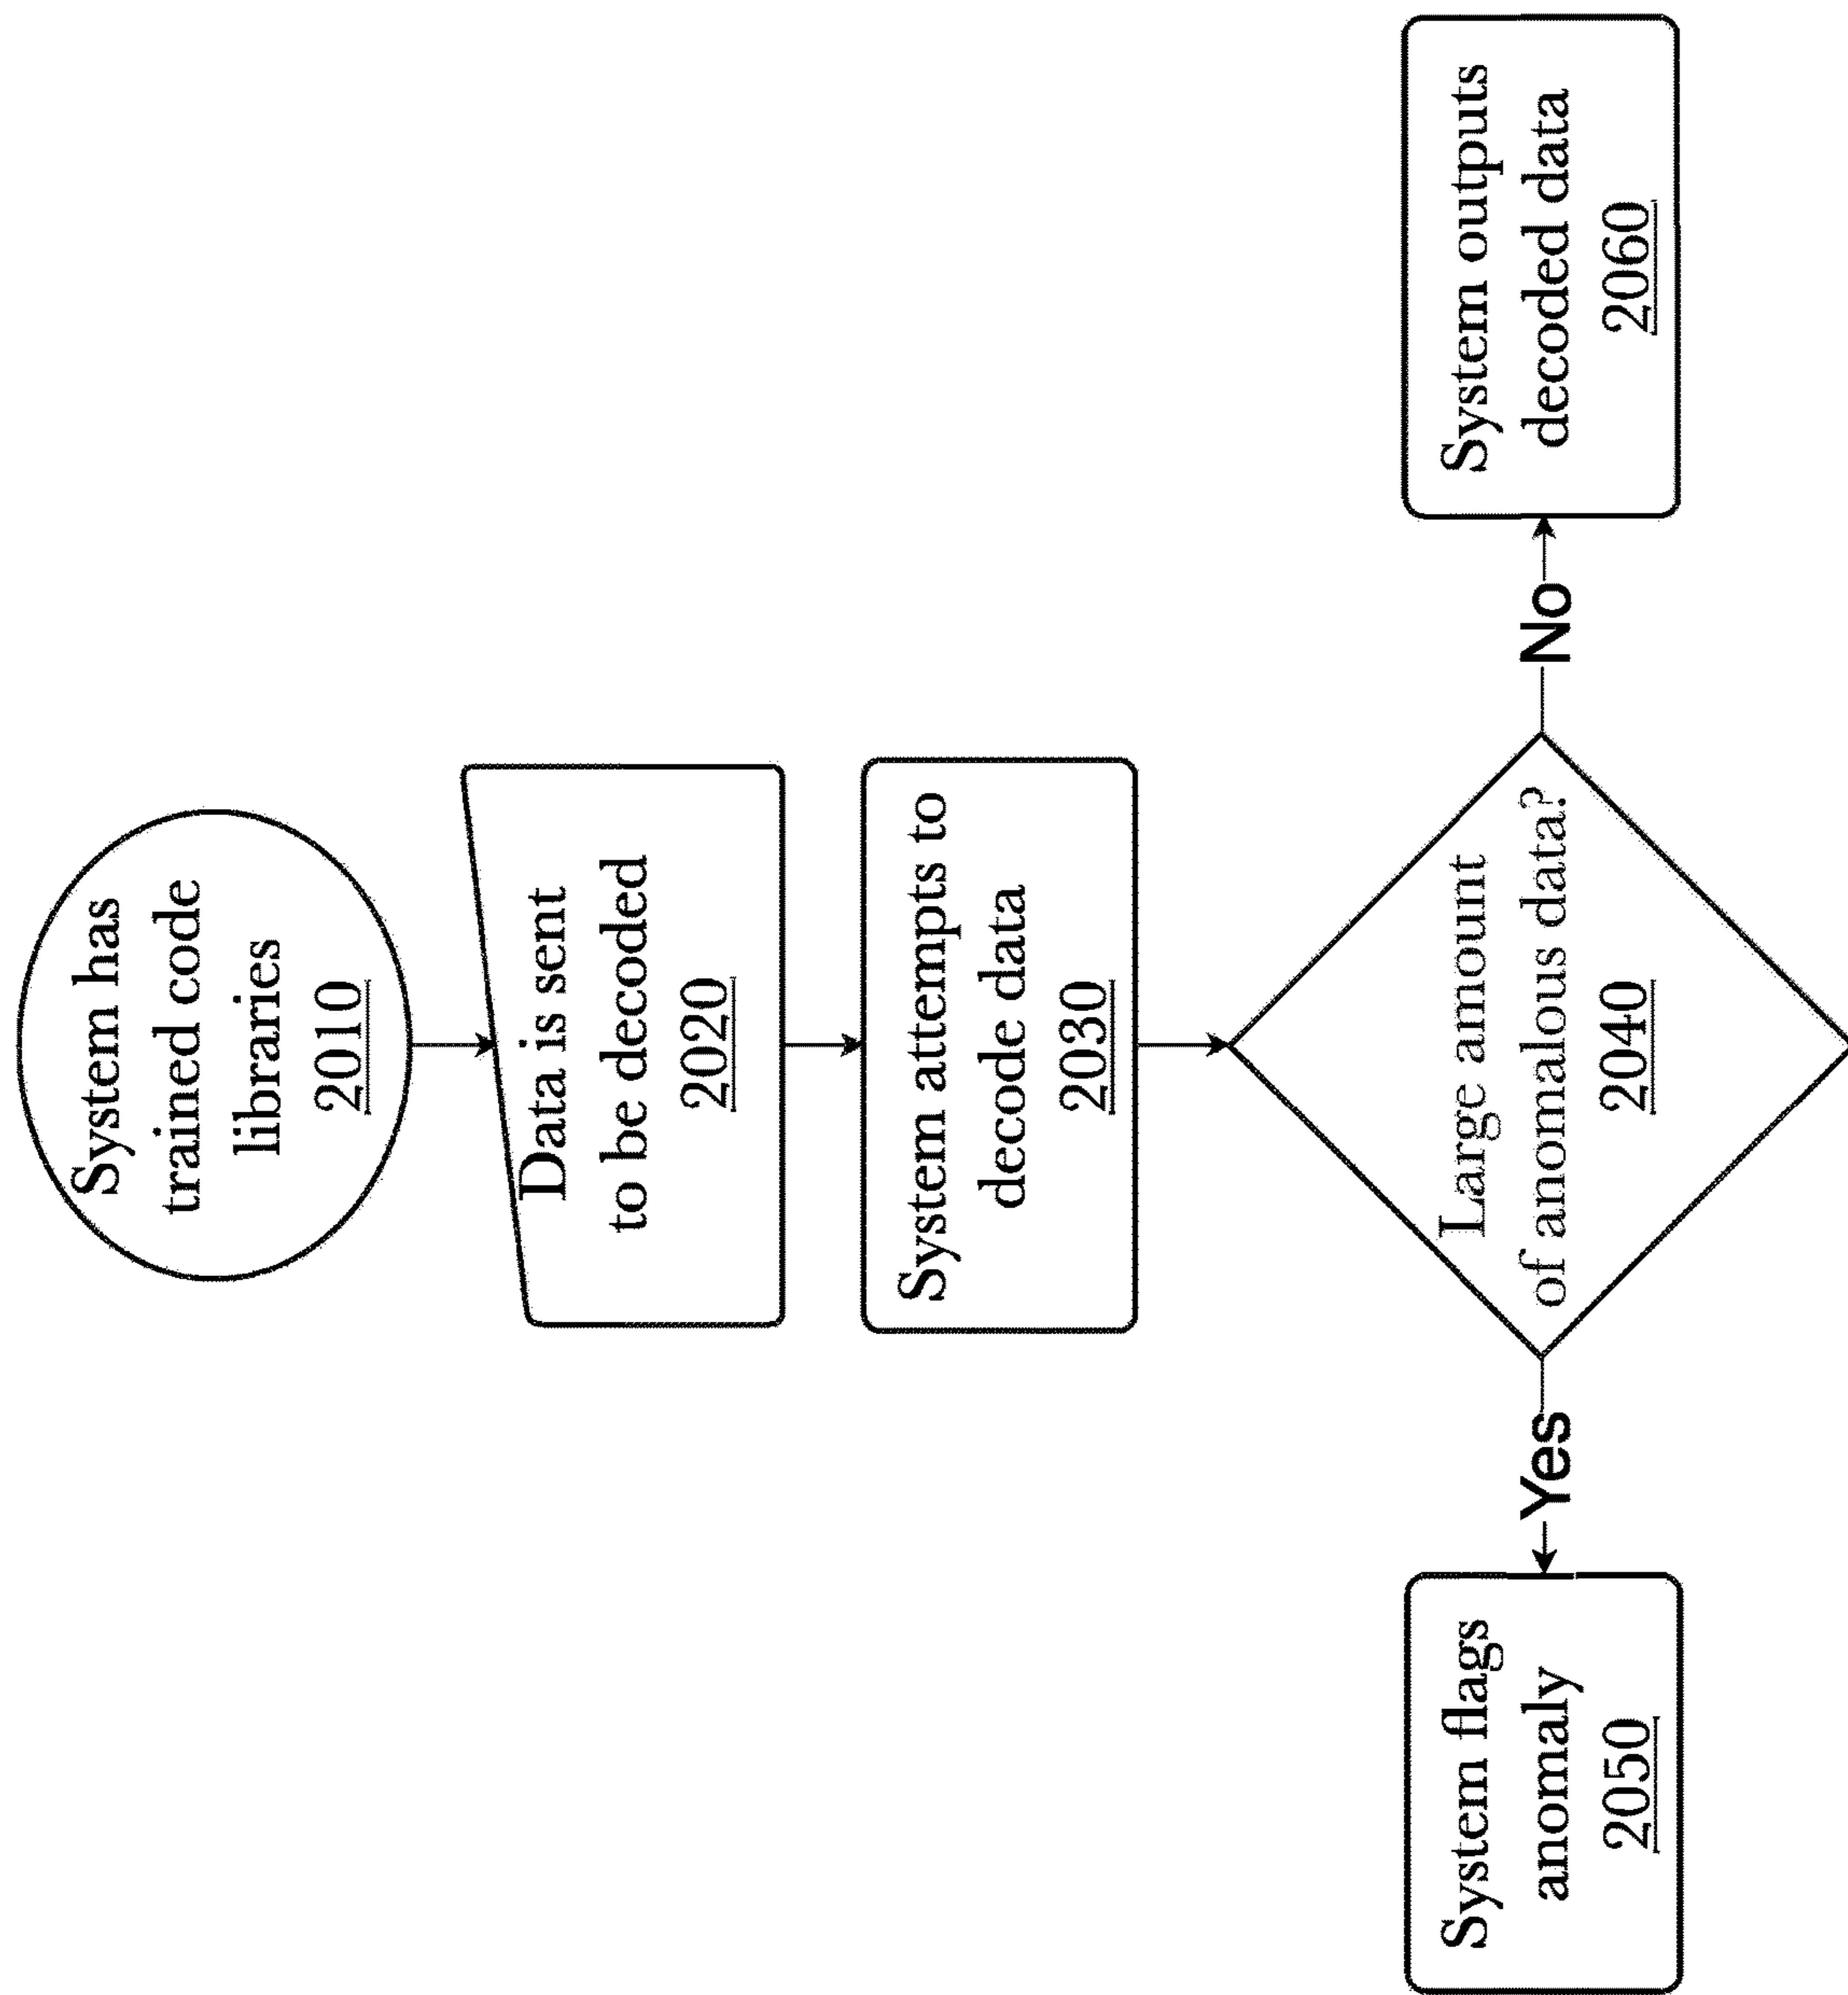 System has
trained code
libraries
2010
Data is sent
to be decoded
2020
System attempts to
decode data
2030
Large amount
of anomalous data?
2040
Yes
No
System flags
anomaly
2050
System outputs
decoded data
2060